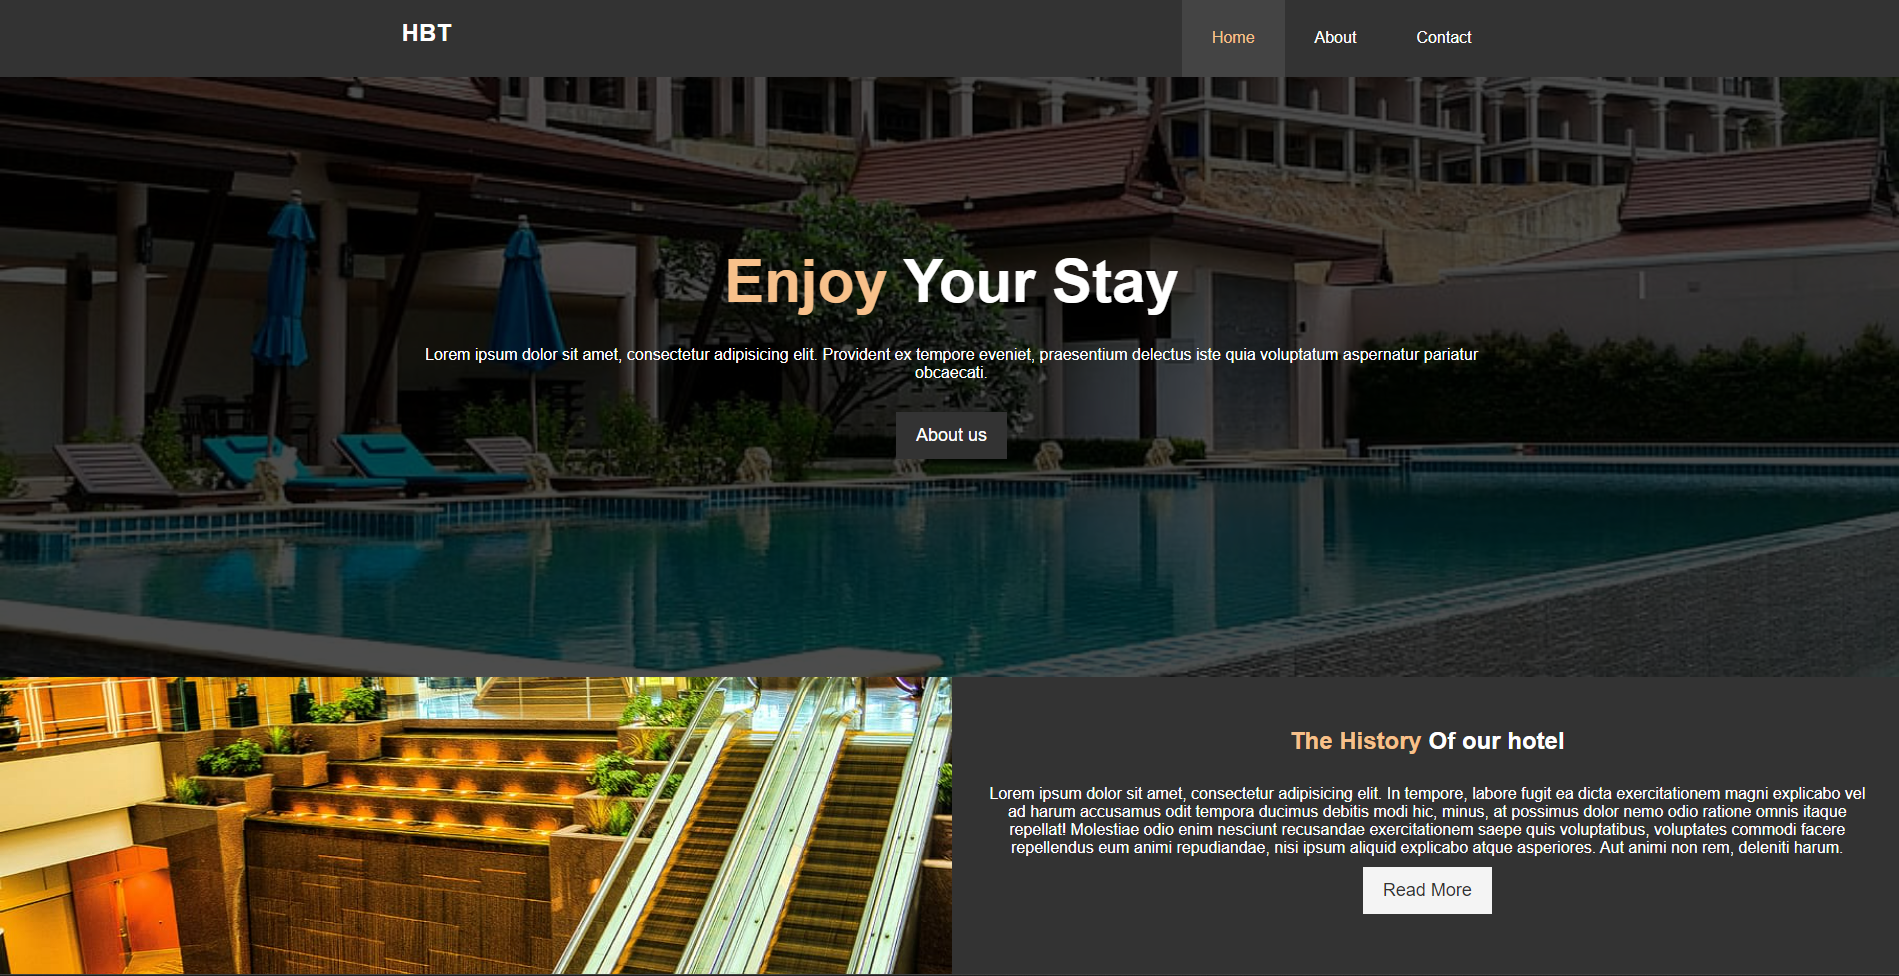 HBT
Home
About
Contact
Enjoy Your Stay
Lorem ipsum dolor sit amet, consectetur adipisicing elit. Provident ex tempore eveniet, praesentium delectus iste quia voluptatum aspernatur pariatur
obcaecati.
About us
The History Of our hotel
Lorem ipsum dolor sit amet, consectetur adipisicing elit. In tempore, labore fugit ea dicta exercitationem magni explicabo vel
ad harum accusamus odit tempora ducimus debitis modi hic, minus, at possimus dolor nemo odio ratione omnis itaque
repellat! Molestiae odio enim nesciunt recusandae exercitationem saepe quis voluptatibus, voluptates commodi facere
repellendus eum animi repudiandae, nisi ipsum aliquid explicabo atque asperiores. Aut animi non rem, deleniti harum.
Read More